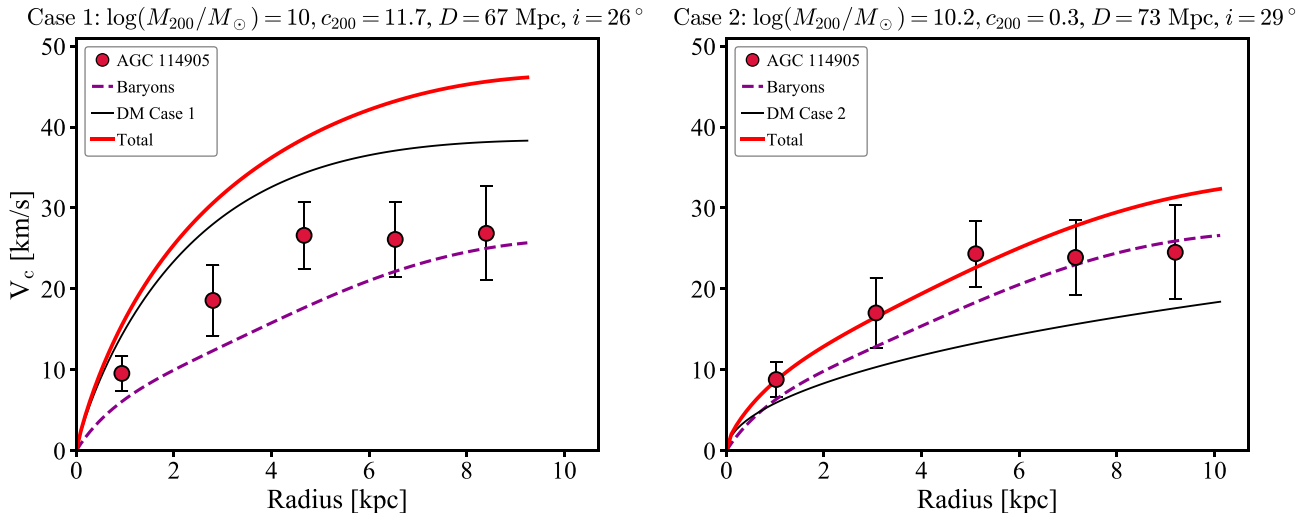 Case 1: log(M₂₀₀/M⊙) = 10, c₂₀₀ = 11.7, D = 67 Mpc, i = 26°
50
40
30
20
10
0
V_c [km/s]
AGC 114905
Baryons
DM Case 1
Total
0 2 4 6 8 10
Radius [kpc]
Case 2: log(M₂₀₀/M⊙) = 10.2, c₂₀₀ = 0.3, D = 73 Mpc, i = 29°
50
40
30
20
10
0
AGC 114905
Baryons
DM Case 2
Total
0 2 4 6 8 10
Radius [kpc]